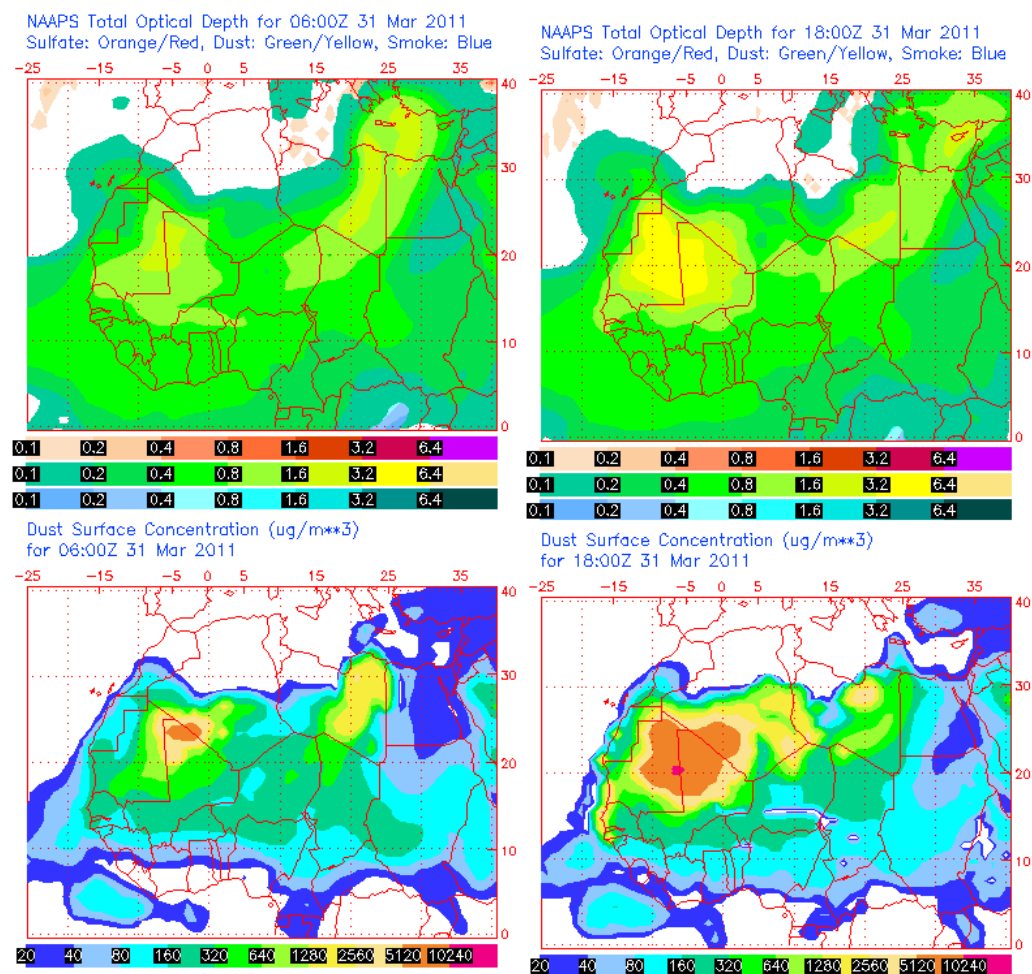 NAAPS Total Optical Depth for 06:00Z 31 Mar 2011
Sulfate: Orange/Red, Dust: Green/Yellow, Smoke: Blue
-25 -15 -5 0 5 15 25 35
40
30
20
10
0
0.1 0.2 0.4 0.8 1.6 3.2 6.4
0.1 0.2 0.4 0.8 1.6 3.2 6.4
0.1 0.2 0.4 0.8 1.6 3.2 6.4
NAAPS Total Optical Depth for 18:00Z 31 Mar 2011
Sulfate: Orange/Red, Dust: Green/Yellow, Smoke: Blue
-25 -15 -5 0 5 15 25 35
40
30
20
10
0
0.1 0.2 0.4 0.8 1.6 3.2 6.4
0.1 0.2 0.4 0.8 1.6 3.2 6.4
0.1 0.2 0.4 0.8 1.6 3.2 6.4
Dust Surface Concentration (ug/m**3)
for 06:00Z 31 Mar 2011
-25 -15 -5 0 5 15 25 35
40
30
20
10
0
20 40 80 160 320 640 1280 2560 5120 10240
Dust Surface Concentration (ug/m**3)
for 18:00Z 31 Mar 2011
-25 -15 -5 0 5 15 25 35
40
30
20
10
0
20 40 80 160 320 640 1280 2560 5120 10240